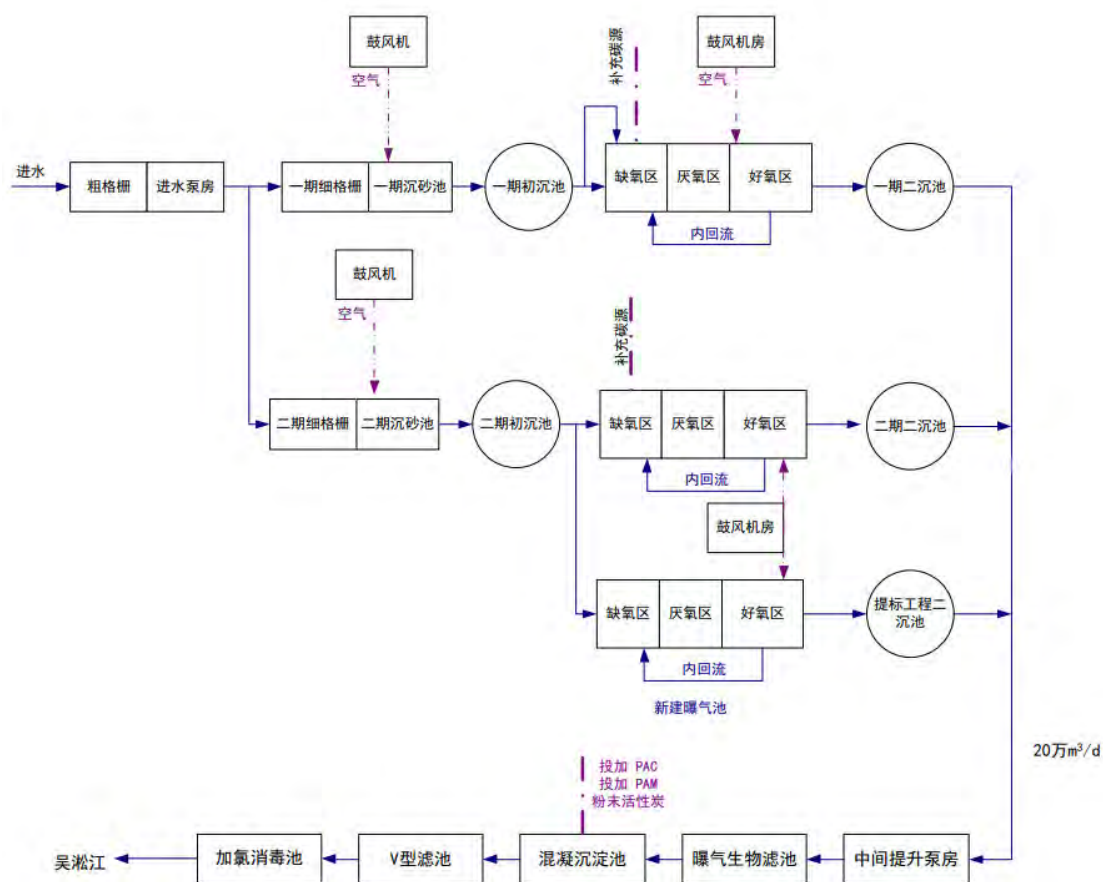 鼓风机
空气
补充碳源
鼓风机房
空气
进水
粗格栅
进水泵房
一期细格栅
一期沉砂池
一期初沉池
缺氧区
厌氧区
好氧区
内回流
一期二沉池
鼓风机
空气
补充碳源
二期细格栅
二期沉砂池
二期初沉池
缺氧区
厌氧区
好氧区
内回流
二期二沉池
鼓风机房
缺氧区
厌氧区
好氧区
内回流
新建曝气池
提标工程二
沉池
20万m³/d
投加 PAC
投加 PAM
粉末活性炭
吴淞江
加氯消毒池
V型滤池
混凝沉淀池
曝气生物滤池
中间提升泵房